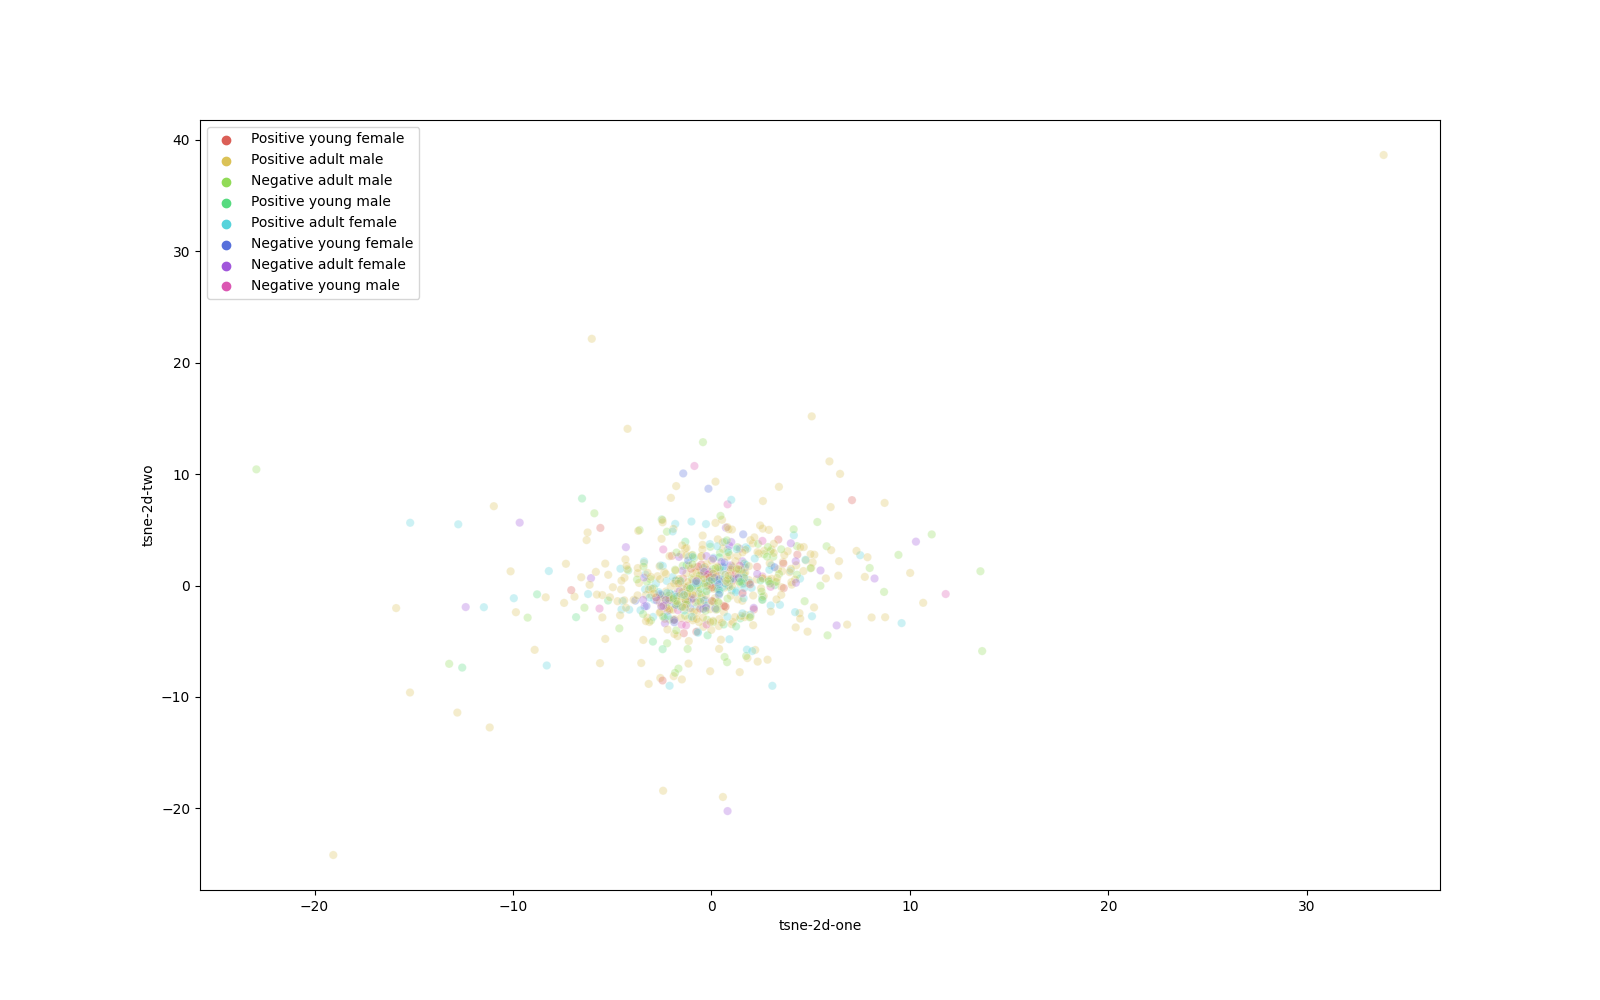 Positive young female
Positive adult male
Negative adult male
Positive young male
Positive adult female
Negative young female
Negative adult female
Negative young male
40
30
20
10
0
−10
−20
tsne-2d-two
−20 −10 0 10 20 30
tsne-2d-one